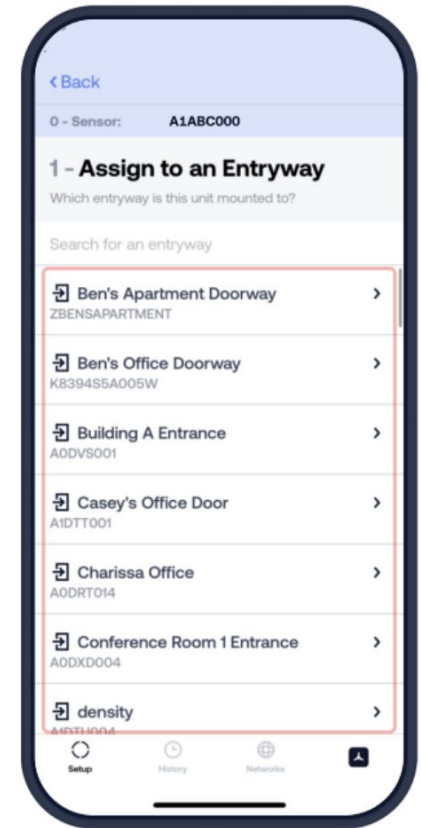 Back
0 - Sensor: A1ABC000
1 - Assign to an Entryway
Which entryway is this unit mounted to?
Search for an entryway
Ben's Apartment Doorway
ZBENSAPARTMENT
Ben's Office Doorway
K8394S5A005W
Building A Entrance
A0DVS001
Casey's Office Door
A1DTT001
Charissa Office
A0DRT014
Conference Room 1 Entrance
A0DXD004
density
A1DTU004
Setup History Networks